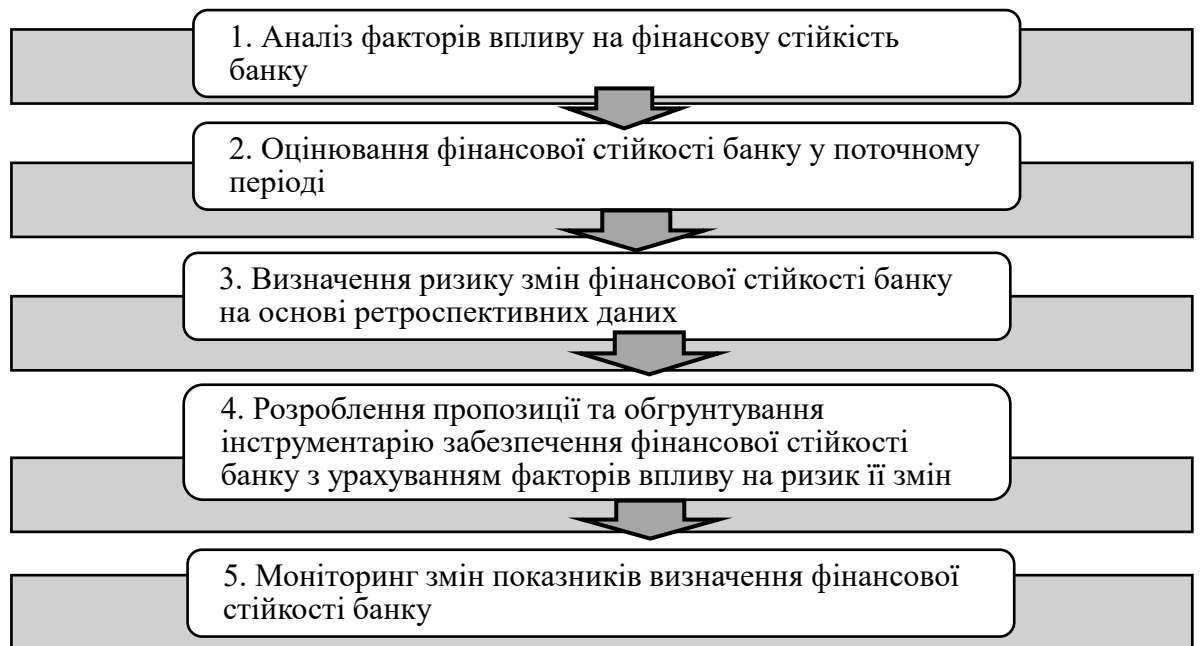 1. Аналіз факторів впливу на фінансову стійкість
банку
2. Оцінювання фінансової стійкості банку у поточному
періоді
3. Визначення ризику змін фінансової стійкості банку
на основі ретроспективних даних
4. Розроблення пропозиції та обгрунтування
інструментарію забезпечення фінансової стійкості
банку з урахуванням факторів впливу на ризик її змін
5. Моніторинг змін показників визначення фінансової
стійкості банку